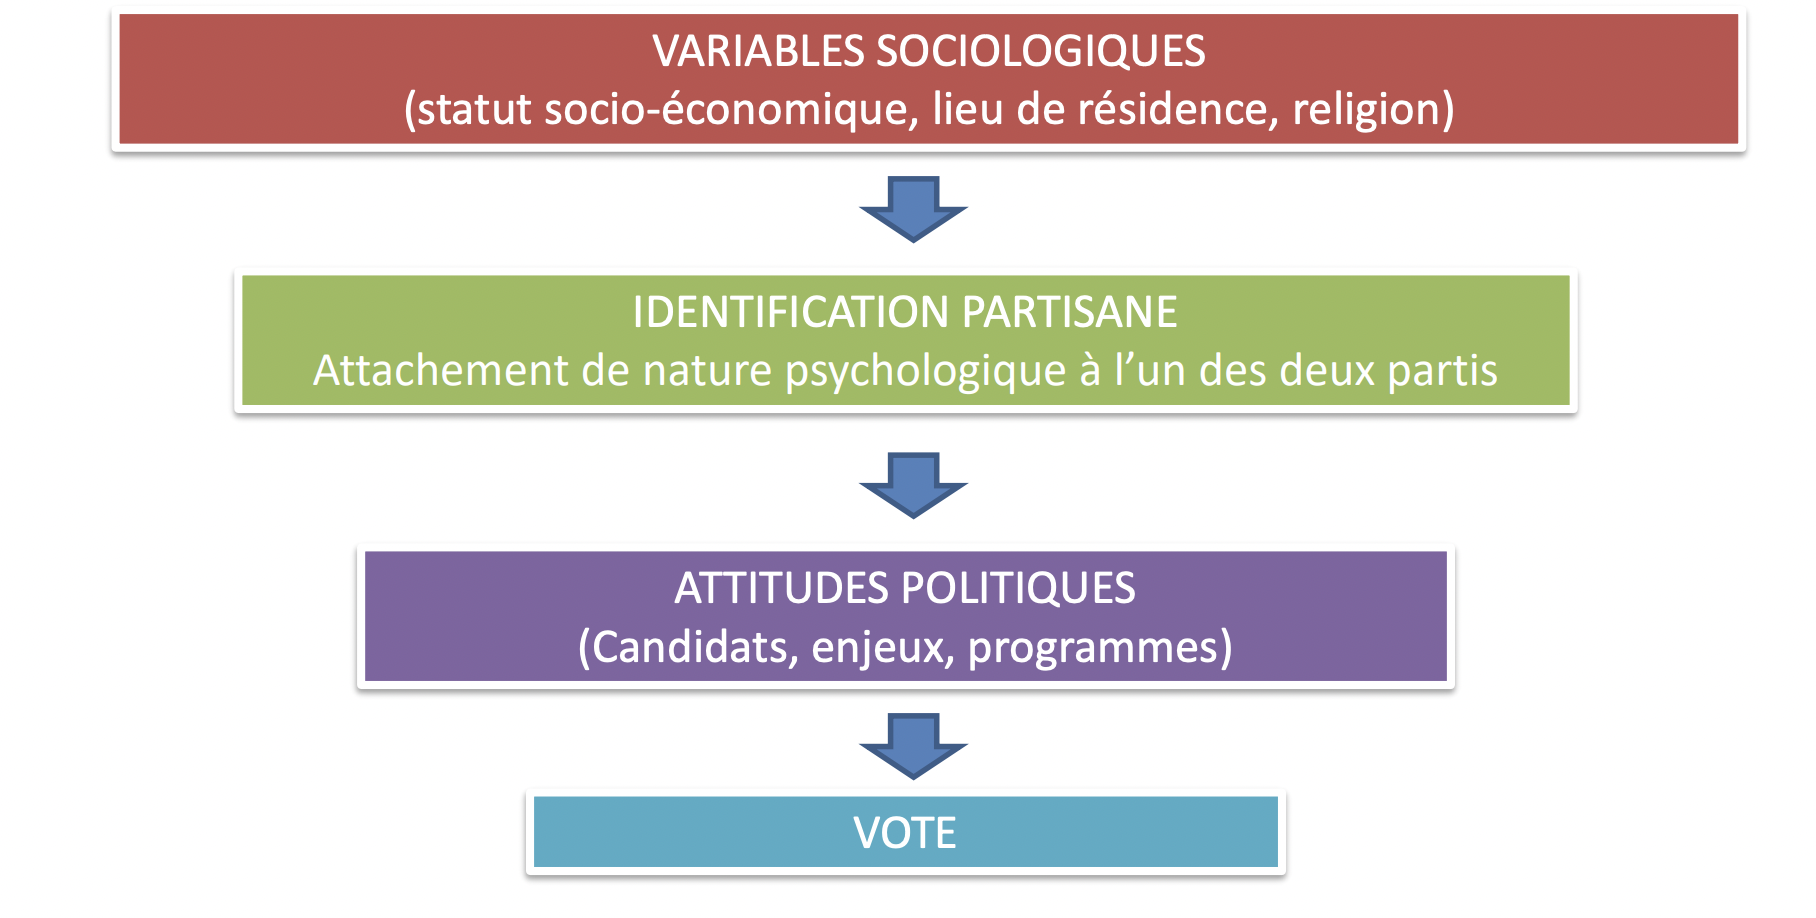 VARIABLES SOCIOLOGIQUES
(statut socio-économique, lieu de résidence, religion)
IDENTIFICATION PARTISANE
Attachement de nature psychologique à l’un des deux partis
ATTITUDES POLITIQUES
(Candidats, enjeux, programmes)
VOTE